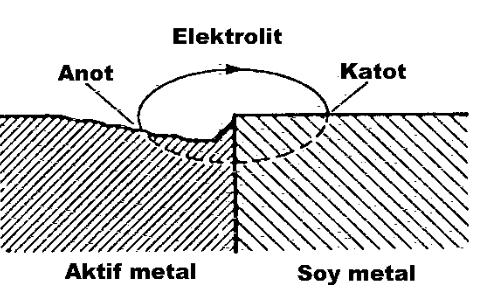 Elektrolit
Anot
Katot
Aktif metal
Soy metal